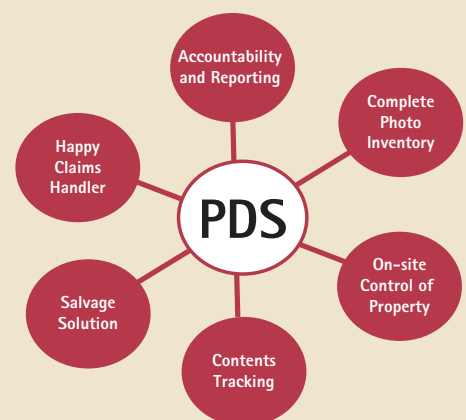 Accountability
and Reporting
Complete
Photo
Inventory
Happy
Claims
Handler
PDS
On-site
Control of
Property
Salvage
Solution
Contents
Tracking